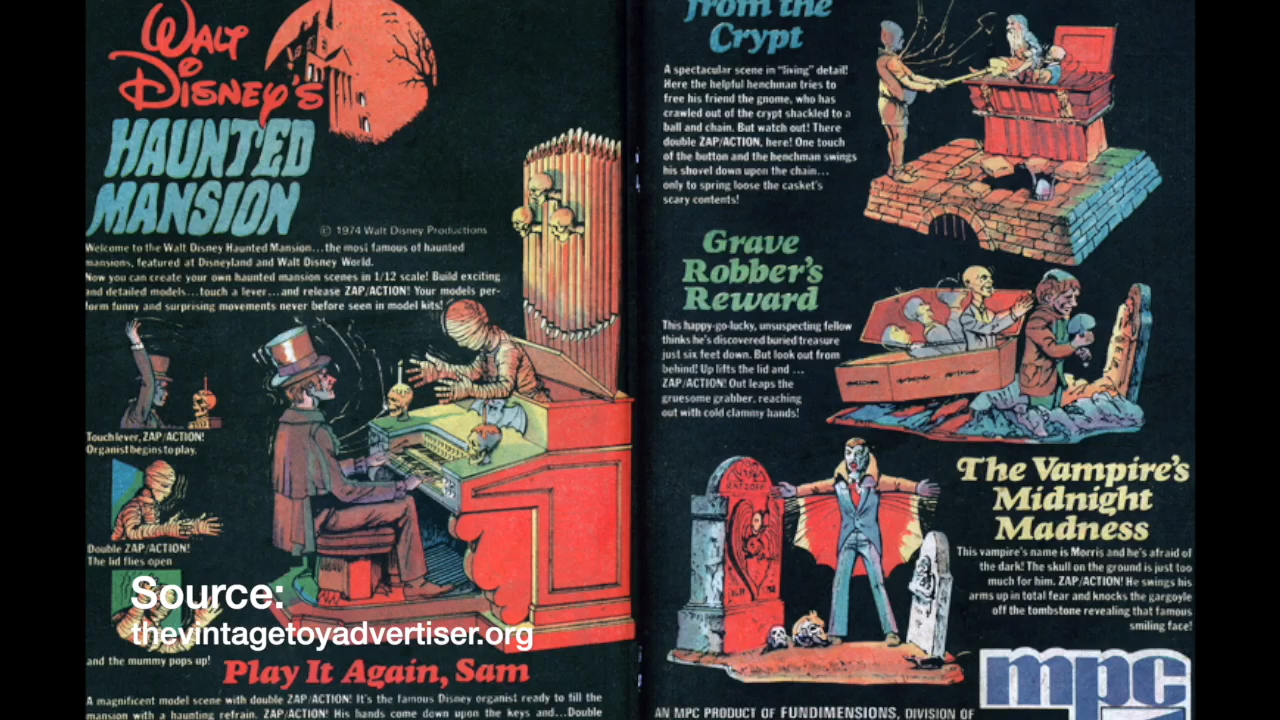 WALT
DISNEY'S
HAUNTED
MANSION
© 1974 Walt Disney Productions
Welcome to the Walt Disney Haunted Mansion...the most famous of haunted
mansions, featured at Disneyland and Walt Disney World.
Now you can create your own haunted mansion scenes in 1/12 scale! Build exciting
and detailed models...touch a lever...and release ZAP/ACTION! Your models per-
form funny and surprising movements never before seen in model kits!
Touch lever, ZAP/ACTION!
Organist begins to play.
Double ZAP/ACTION!
The lid flies open
Source:
thevintagetoyadvertiser.org
and the mummy pops up!
Play It Again, Sam
A magnificent model scene with double ZAP/ACTION! It's the famous Disney organist ready to fill the
mansion with a haunting refrain. ZAP/ACTION! His hands come down upon the keys and...Double
from the
Crypt
A spectacular scene in "living" detail!
Here the helpful henchman tries to
free his friend the gnome, who has
crawled out of the crypt shackled to a
ball and chain. But watch out! There
double ZAP/ACTION, here! One touch
of the button and the henchman swings
his shovel down upon the chain...
only to spring loose the casket's
scary contents!
Grave
Robber's
Reward
This happy-go-lucky, unsuspecting fellow
thinks he's discovered buried treasure
just six feet down. But look out from
behind! Up lifts the lid and ...
ZAP/ACTION! Out leaps the
gruesome grabber, reaching
out with cold clammy hands!
The Vampire's
Midnight
Madness
This vampire's name is Morris and he's afraid of
the dark! The skull on the ground is just too
much for him. ZAP/ACTION! He swings his
arms up in total fear and knocks the gargoyle
off the tombstone revealing that famous
smiling face!
mpc
AN MPC PRODUCT OF FUNDIMENSIONS, DIVISION OF